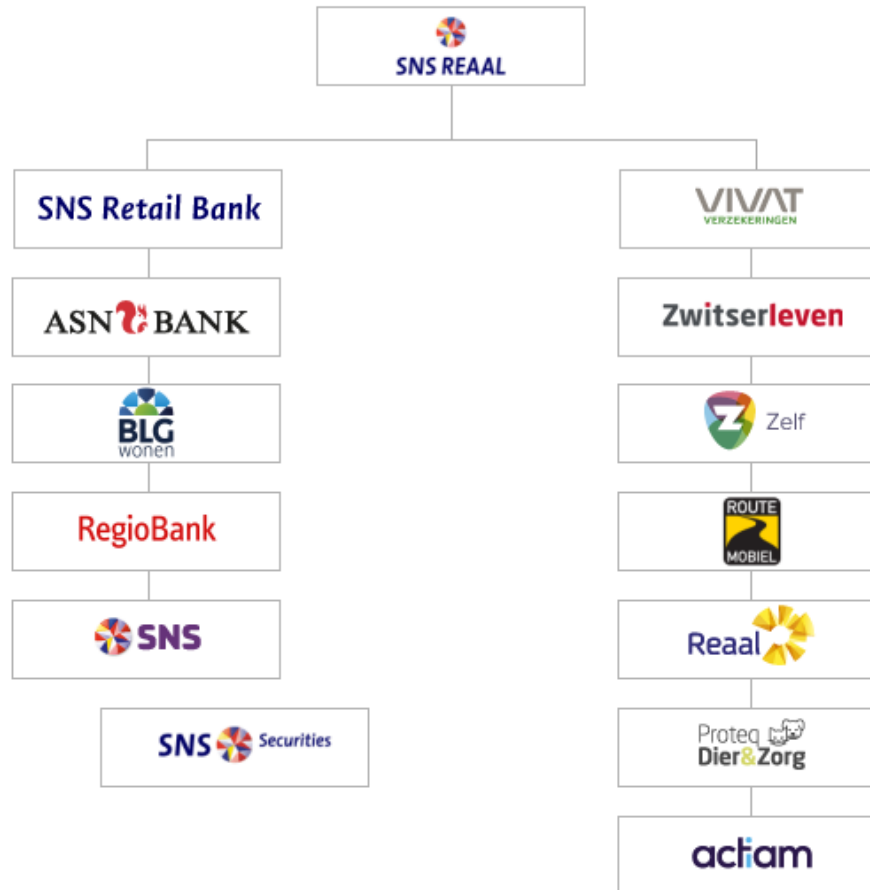 SNS REAAL
SNS Retail Bank
ASN BANK
BLG
wonen
RegioBank
SNS
SNS Securities
VIVAT
VERZEKERINGEN
Zwitserleven
Z Zelf
ROUTE
MOBIEL
Reaal
Proteq
Dier&Zorg
actiam